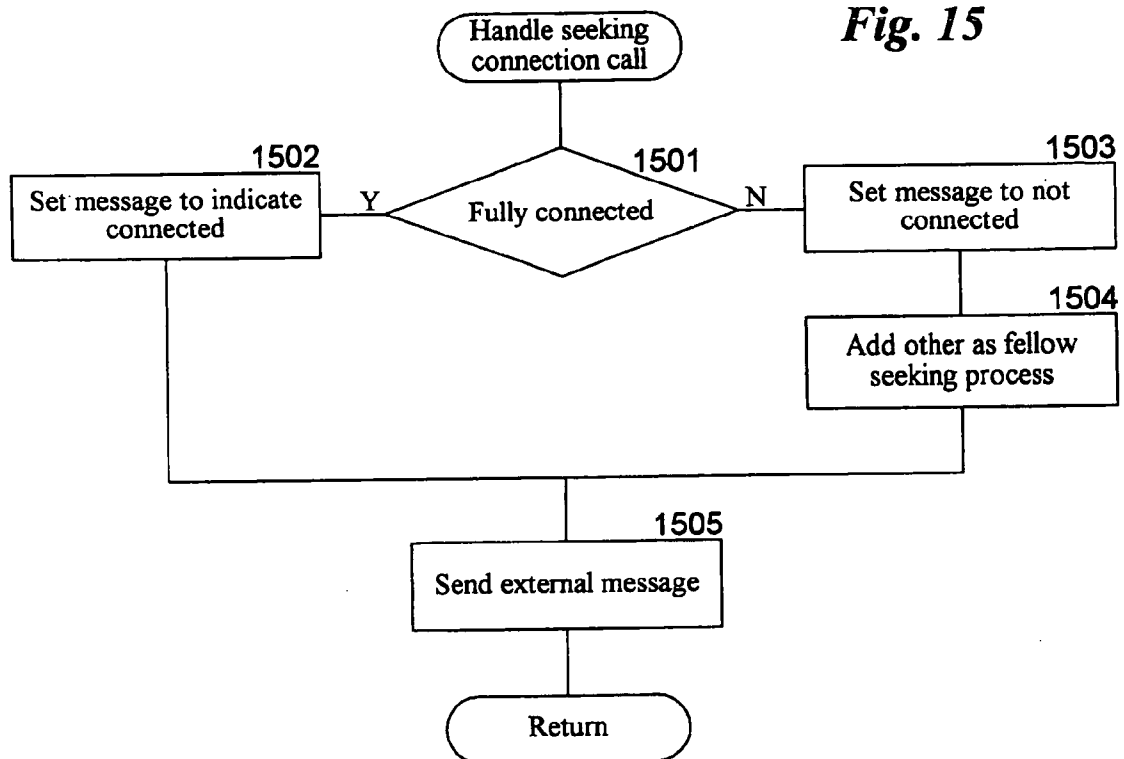 Fig. 15
Handle seeking
connection call
1502
1501
1503
Set message to indicate
connected
Y
Fully connected
N
Set message to not
connected
1504
Add other as fellow
seeking process
1505
Send external message
Return